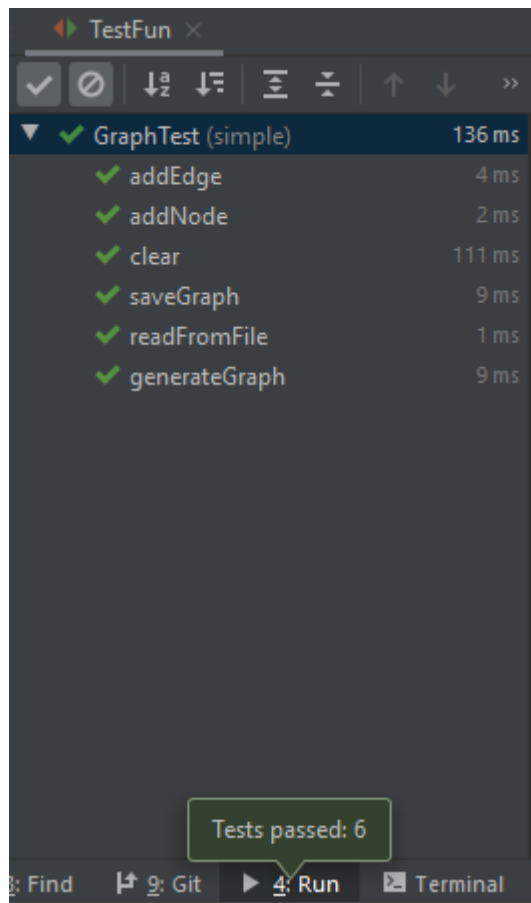 TestFun
GraphTest (simple) 136 ms
addEdge 4 ms
addNode 2 ms
clear 111 ms
saveGraph 9 ms
readFromFile 1 ms
generateGraph 9 ms
Tests passed: 6
3: Find 9: Git 4: Run Terminal